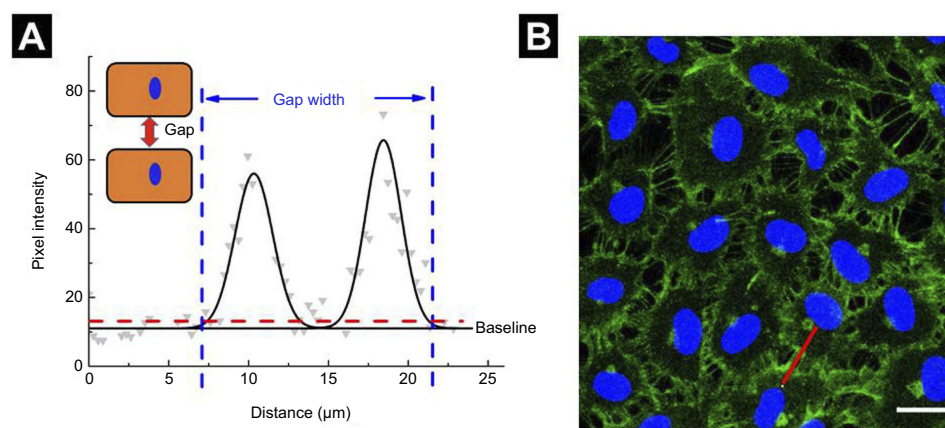 A
B
80
60
40
20
0
Pixel intensity
Gap width
Gap
Baseline
0 5 10 15 20 25
Distance (μm)